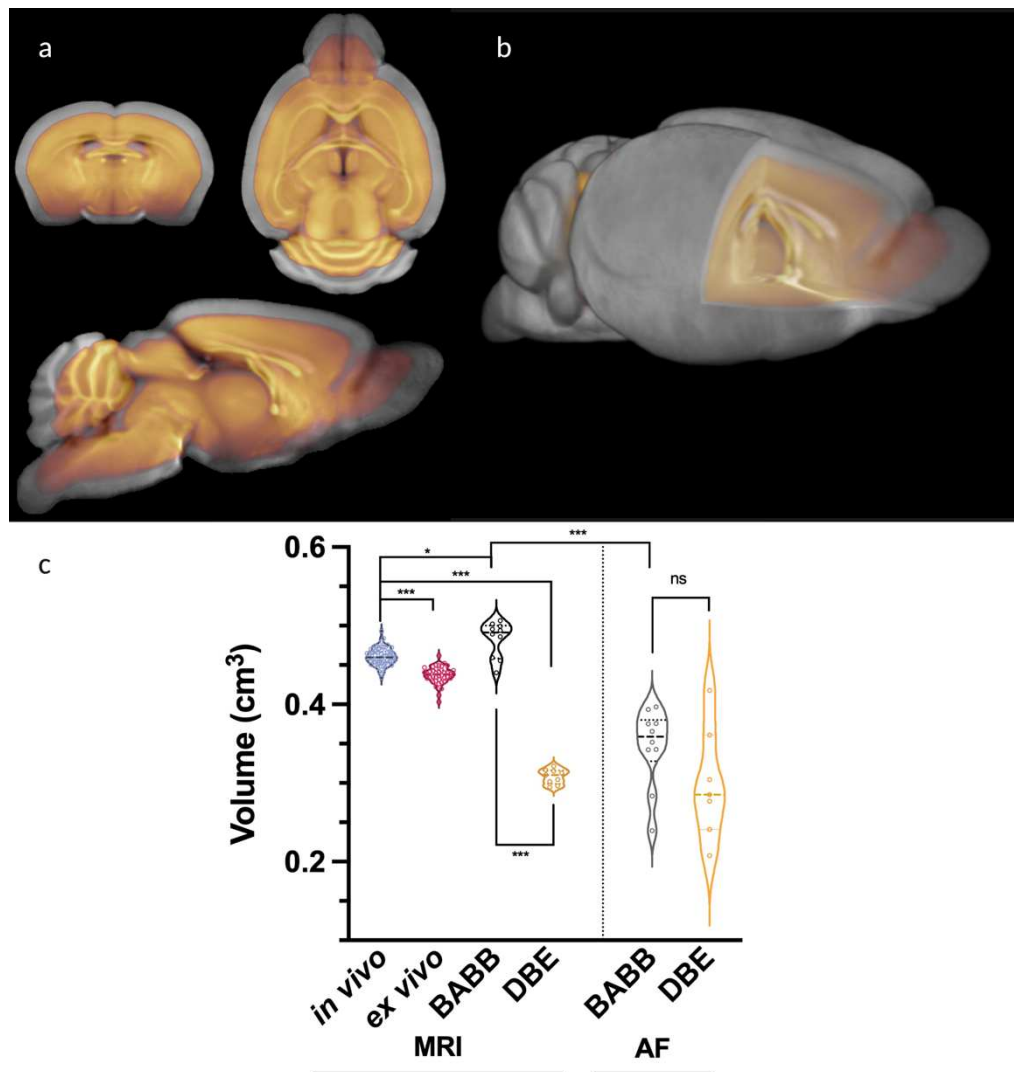 a
b
c
0.6
0.4
0.2
Volume (cm³)
*
***
***
***
***
ns
in vivo
ex vivo
BABB
DBE
BABB
DBE
MRI
AF